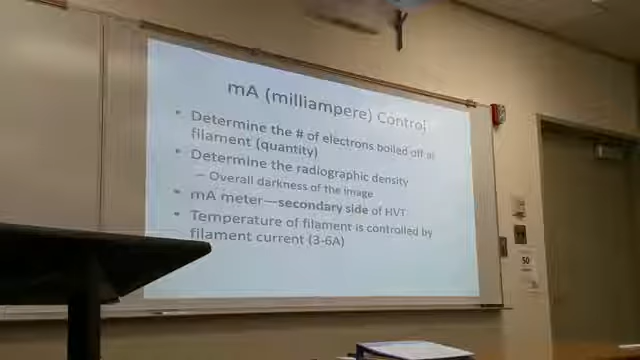 mA (milliampere) Control
• Determine the # of electrons boiled off at
filament (quantity)
• Determine the radiographic density
– Overall darkness of the image
• mA meter—secondary side of HVT
• Temperature of filament is controlled by
filament current (3-6A)
50